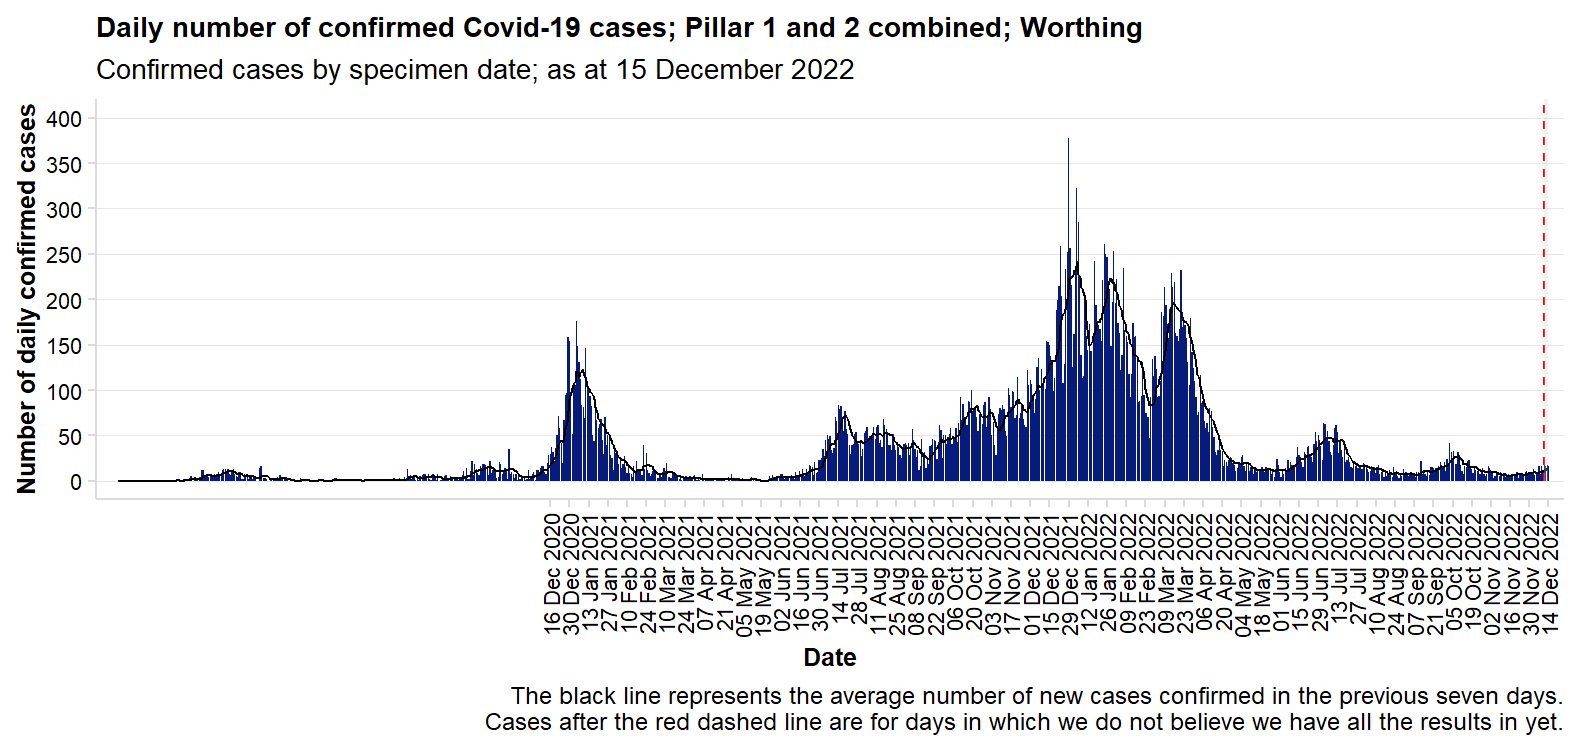 Daily number of confirmed Covid-19 cases; Pillar 1 and 2 combined; Worthing
Confirmed cases by specimen date; as at 15 December 2022
Number of daily confirmed cases
400
350
300
250
200
150
100
50
0
16 Dec 2020
30 Dec 2020
13 Jan 2021
27 Jan 2021
10 Feb 2021
24 Feb 2021
10 Mar 2021
24 Mar 2021
07 Apr 2021
21 Apr 2021
05 May 2021
19 May 2021
02 Jun 2021
16 Jun 2021
30 Jun 2021
14 Jul 2021
28 Jul 2021
11 Aug 2021
25 Aug 2021
08 Sep 2021
22 Sep 2021
06 Oct 2021
20 Oct 2021
03 Nov 2021
17 Nov 2021
01 Dec 2021
15 Dec 2021
29 Dec 2021
12 Jan 2022
26 Jan 2022
09 Feb 2022
23 Feb 2022
09 Mar 2022
23 Mar 2022
06 Apr 2022
20 Apr 2022
04 May 2022
18 May 2022
01 Jun 2022
15 Jun 2022
29 Jun 2022
13 Jul 2022
27 Jul 2022
10 Aug 2022
24 Aug 2022
07 Sep 2022
21 Sep 2022
05 Oct 2022
19 Oct 2022
02 Nov 2022
16 Nov 2022
30 Nov 2022
14 Dec 2022
Date
The black line represents the average number of new cases confirmed in the previous seven days.
Cases after the red dashed line are for days in which we do not believe we have all the results in yet.